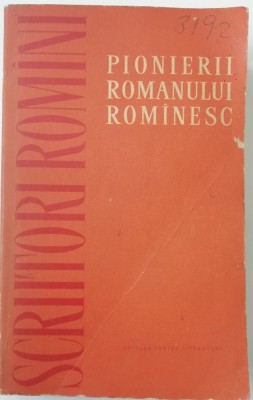 3192
PIONIERII
ROMANULUI
ROMÎNESC
SCRIITORI ROMÎNI
EDITURA PENTRU LITERATURĂ